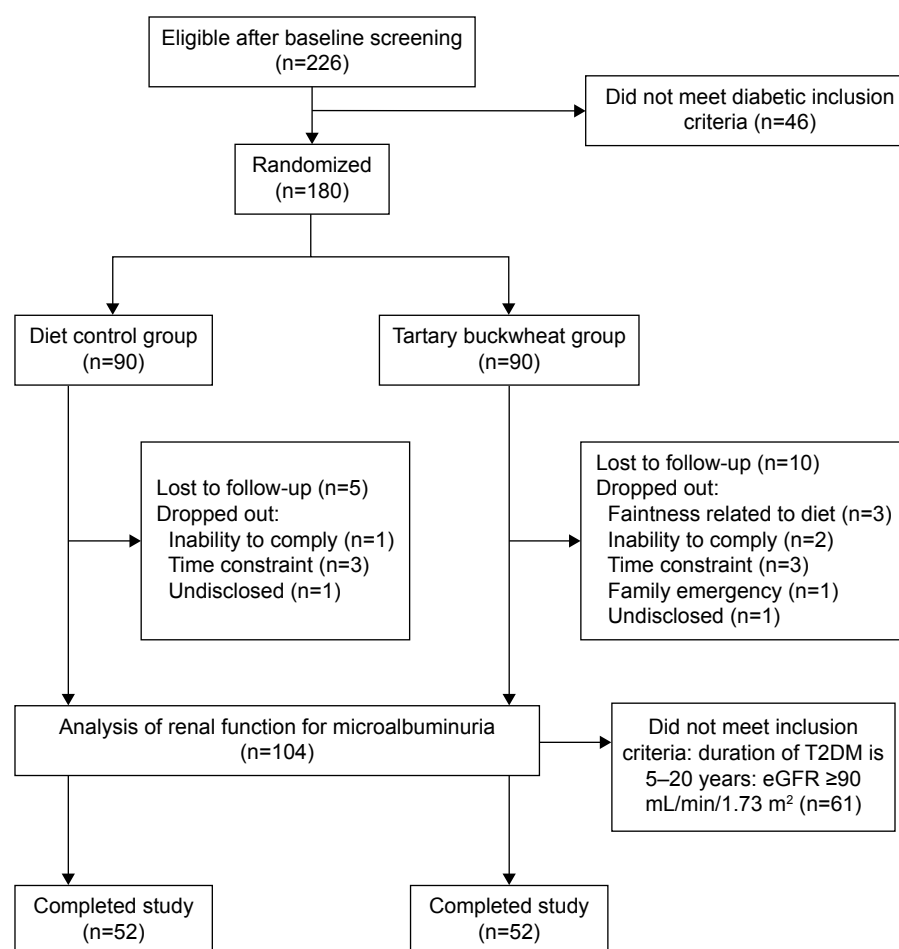 Eligible after baseline screening
(n=226)
Did not meet diabetic inclusion
criteria (n=46)
Randomized
(n=180)
Diet control group
(n=90)
Tartary buckwheat group
(n=90)
Lost to follow-up (n=5)
Dropped out:
Inability to comply (n=1)
Time constraint (n=3)
Undisclosed (n=1)
Lost to follow-up (n=10)
Dropped out:
Faintness related to diet (n=3)
Inability to comply (n=2)
Time constraint (n=3)
Family emergency (n=1)
Undisclosed (n=1)
Analysis of renal function for microalbuminuria
(n=104)
Did not meet inclusion
criteria: duration of T2DM is
5–20 years: eGFR ≥90
mL/min/1.73 m² (n=61)
Completed study
(n=52)
Completed study
(n=52)